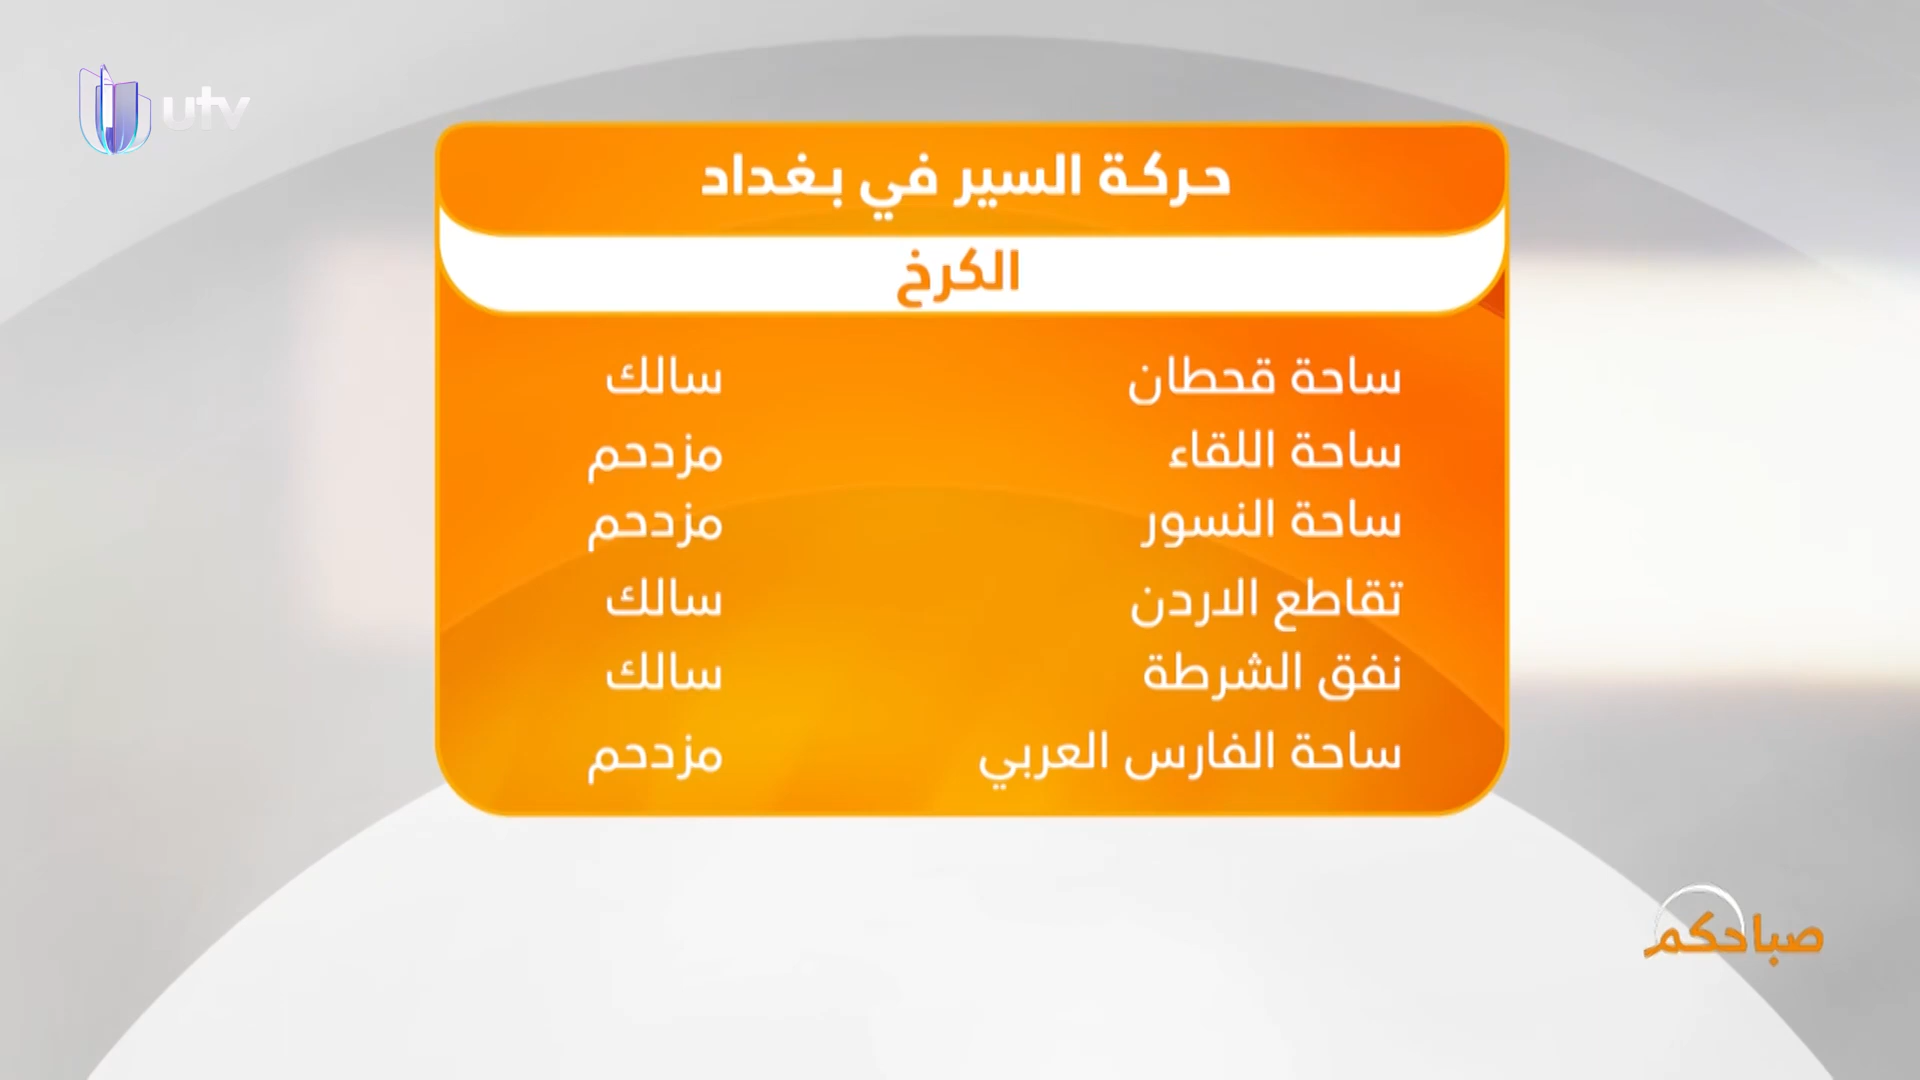 utv
حركة السير في بغداد
الكرخ
ساحة قحطان سالك
ساحة اللقاء مزدحم
ساحة النسور مزدحم
تقاطع الاردن سالك
نفق الشرطة سالك
ساحة الفارس العربي مزدحم
صباحكم